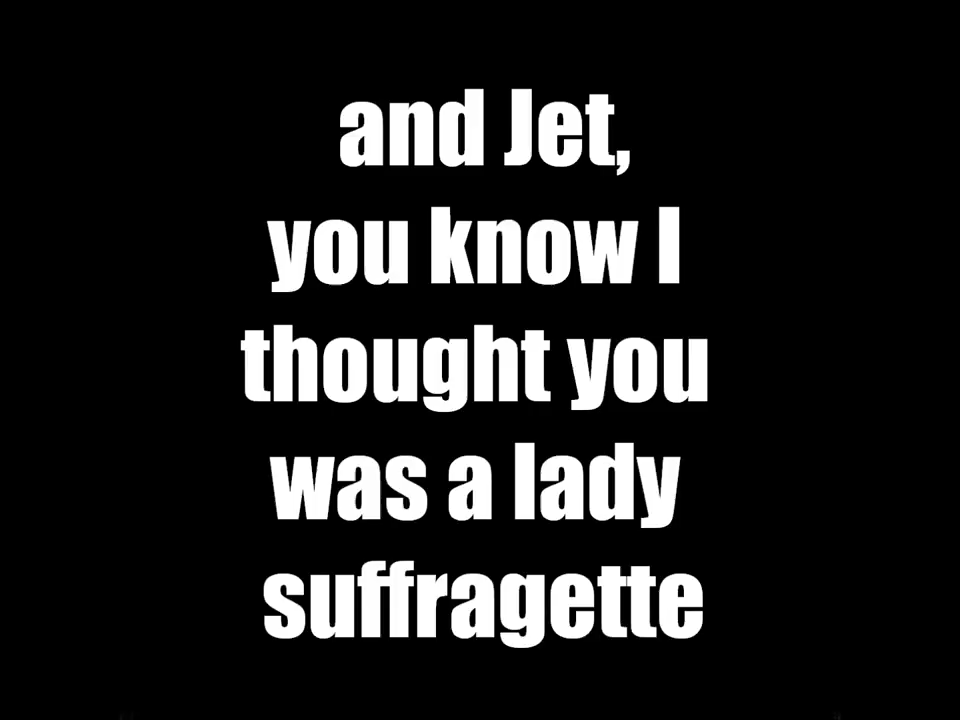 and Jet,
you know I
thought you
was a lady
suffragette